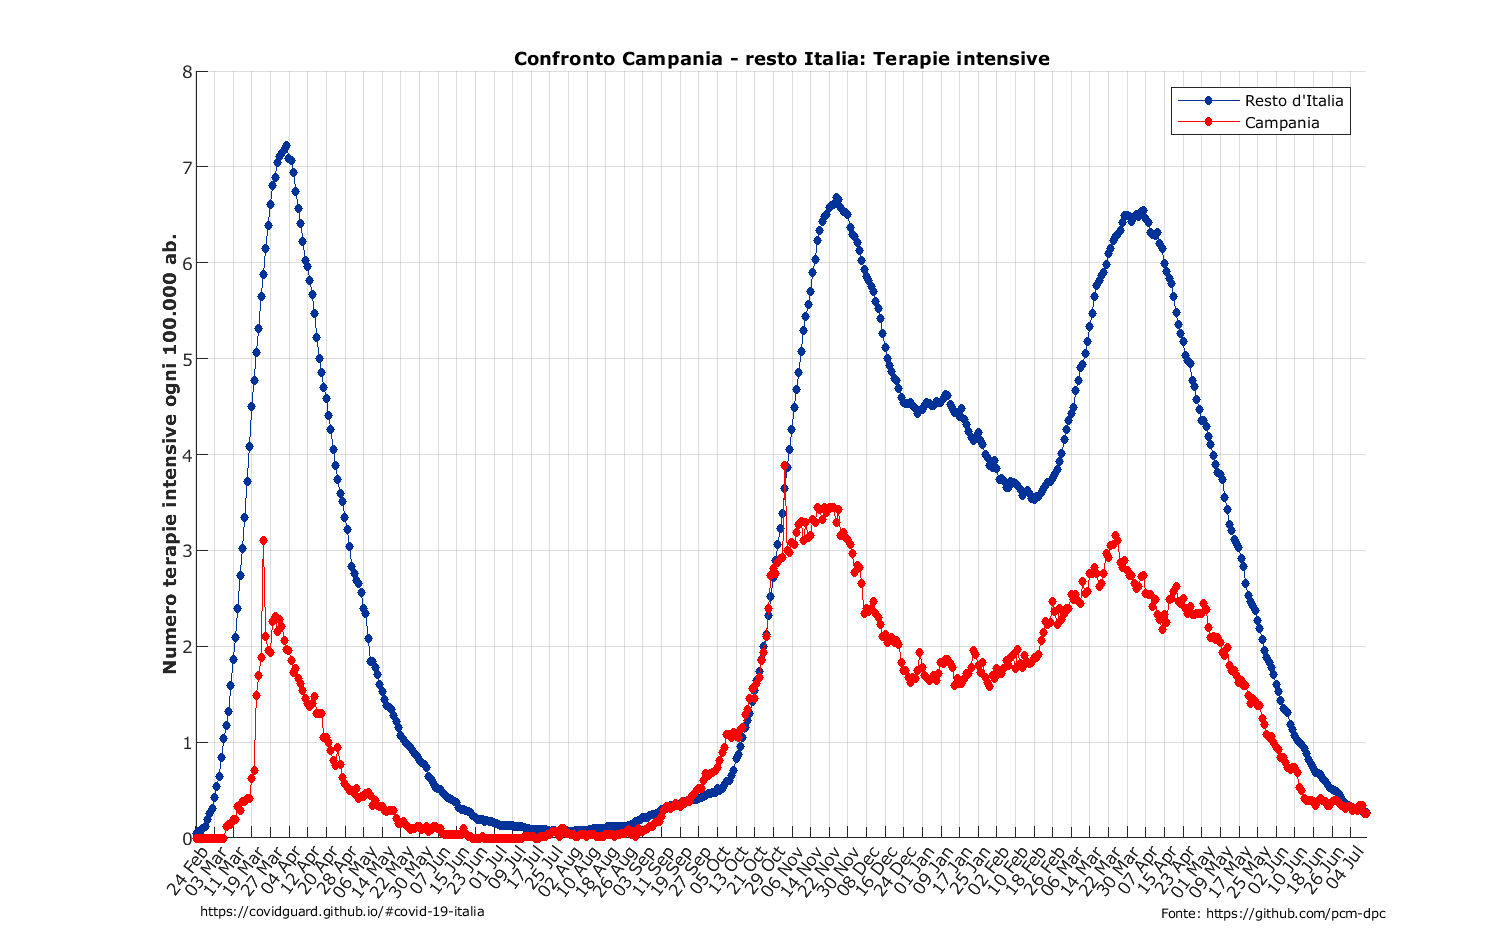 Confronto Campania - resto Italia: Terapie intensive
Resto d'Italia
Campania
Numero terapie intensive ogni 100.000 ab.
8
7
6
5
4
3
2
1
0
24 Feb
03 Mar
11 Mar
19 Mar
27 Mar
04 Apr
12 Apr
20 Apr
28 Apr
06 May
14 May
22 May
30 May
07 Jun
15 Jun
23 Jun
01 Jul
09 Jul
17 Jul
25 Jul
02 Aug
10 Aug
18 Aug
26 Aug
03 Sep
11 Sep
19 Sep
27 Sep
05 Oct
13 Oct
21 Oct
29 Oct
06 Nov
14 Nov
22 Nov
30 Nov
08 Dec
16 Dec
24 Dec
01 Jan
09 Jan
17 Jan
25 Jan
02 Feb
10 Feb
18 Feb
26 Feb
06 Mar
14 Mar
22 Mar
30 Mar
07 Apr
15 Apr
23 Apr
01 May
09 May
17 May
25 May
02 Jun
10 Jun
18 Jun
26 Jun
04 Jul
https://covidguard.github.io/#covid-19-italia
Fonte: https://github.com/pcm-dpc